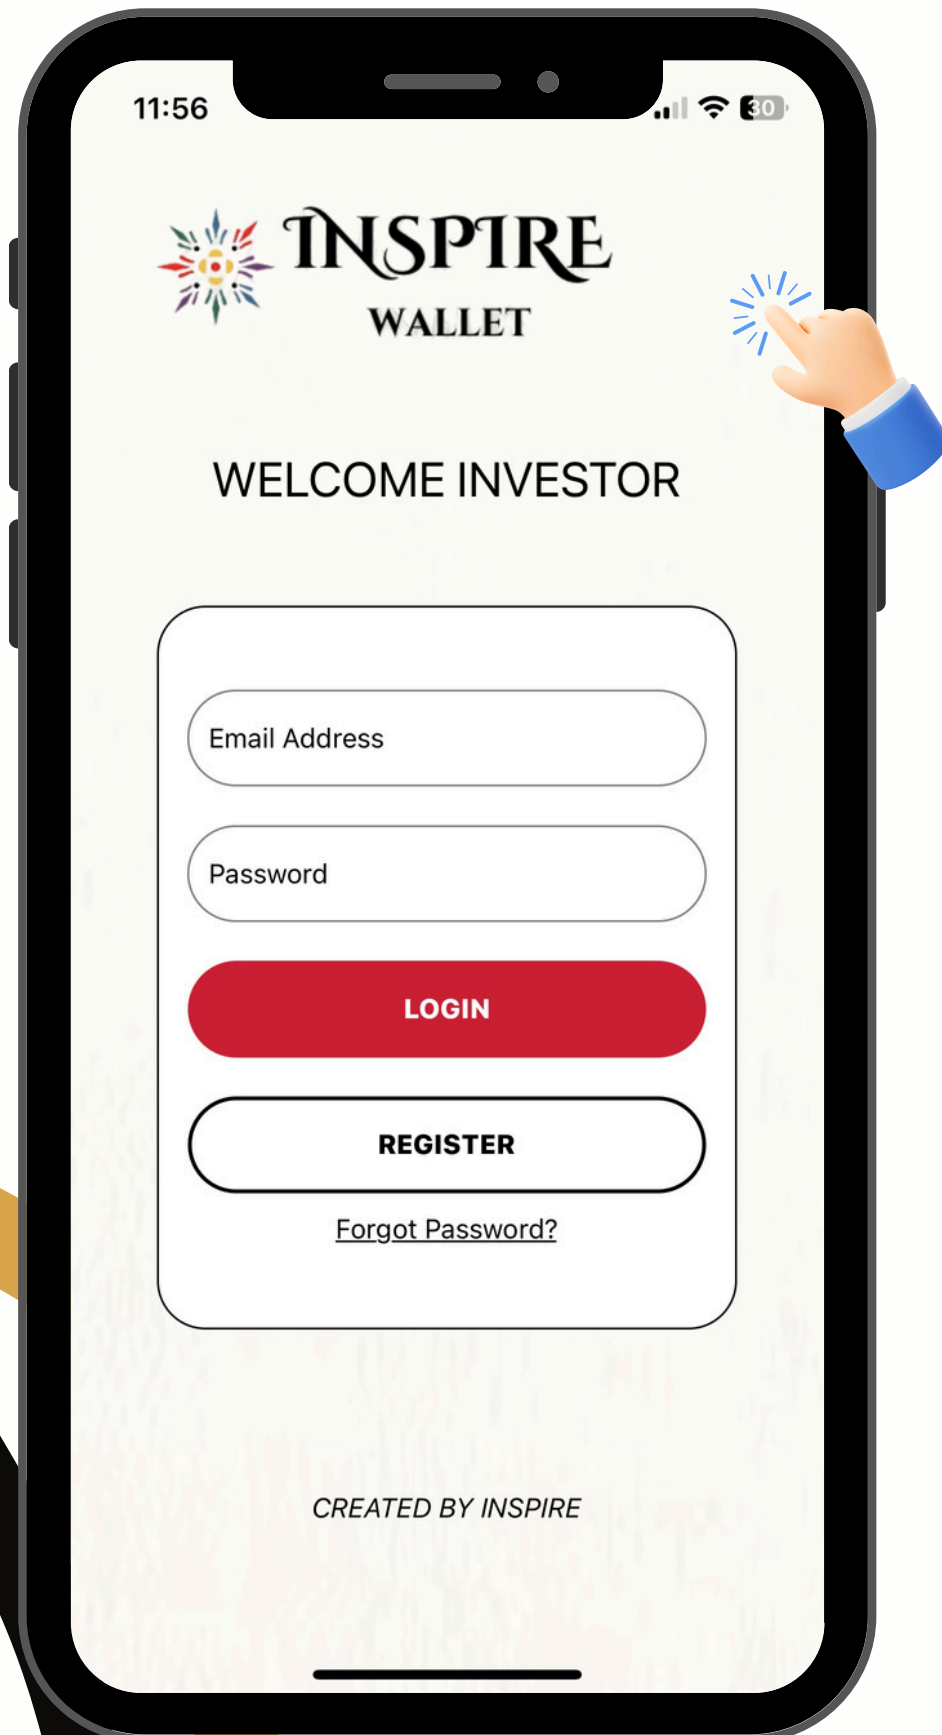 11:56
30
INSPIRE
WALLET
WELCOME INVESTOR
Email Address
Password
LOGIN
REGISTER
Forgot Password?
CREATED BY INSPIRE